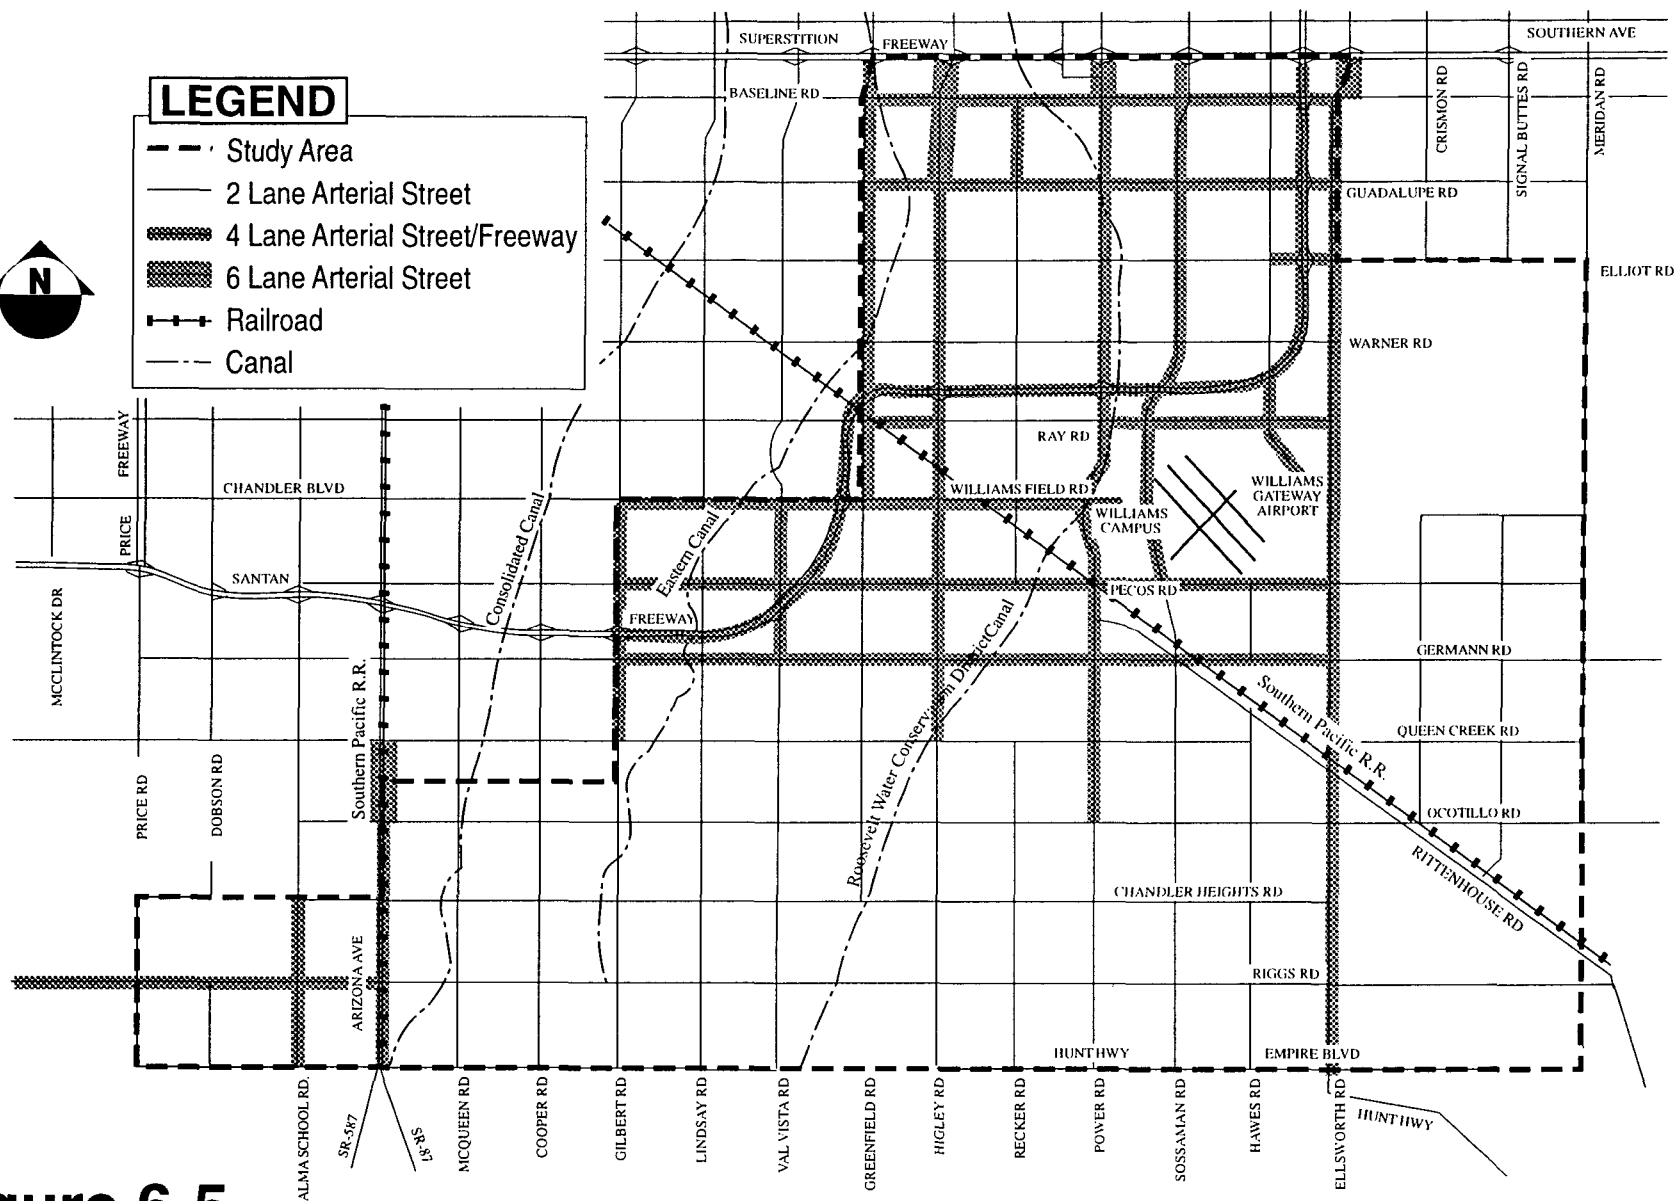 SUPERSTITION
FREEWAY
SOUTHERN AVE
LEGEND
Study Area
2 Lane Arterial Street
4 Lane Arterial Street/Freeway
6 Lane Arterial Street
Railroad
Canal
N
BASELINE RD
CRISMON RD
SIGNAL BUTTES RD
MERIDAN RD
GUADALUPE RD
ELLIOT RD
WARNER RD
FREEWAY
PRICE
RAY RD
CHANDLER BLVD
WILLIAMS FIELD RD
WILLIAMS
CAMPUS
WILLIAMS
GATEWAY
AIRPORT
Consolidated Canal
Eastern Canal
SANTAN
FREEWAY
PECOS RD
MCCLINTOCK DR
GERMANN RD
Southern Pacific R.R.
Southern Pacific R.R.
QUEEN CREEK RD
PRICE RD
DOBSON RD
Roosevelt Water Conserv
m District Canal
OCOTILLO RD
RITTENHOUSE RD
CHANDLER HEIGHTS RD
ARIZONA AVE
RIGGS RD
HUNT HWY
EMPIRE BLVD
ALMA SCHOOL RD.
SR-587
SR-87
MCQUEEN RD
COOPER RD
GILBERT RD
LINDSAY RD
VAL VISTA RD
GREENFIELD RD
HIGLEY RD
RECKER RD
POWER RD
SOSSAMAN RD
HAWES RD
ELLSWORTH RD
HUNT HWY